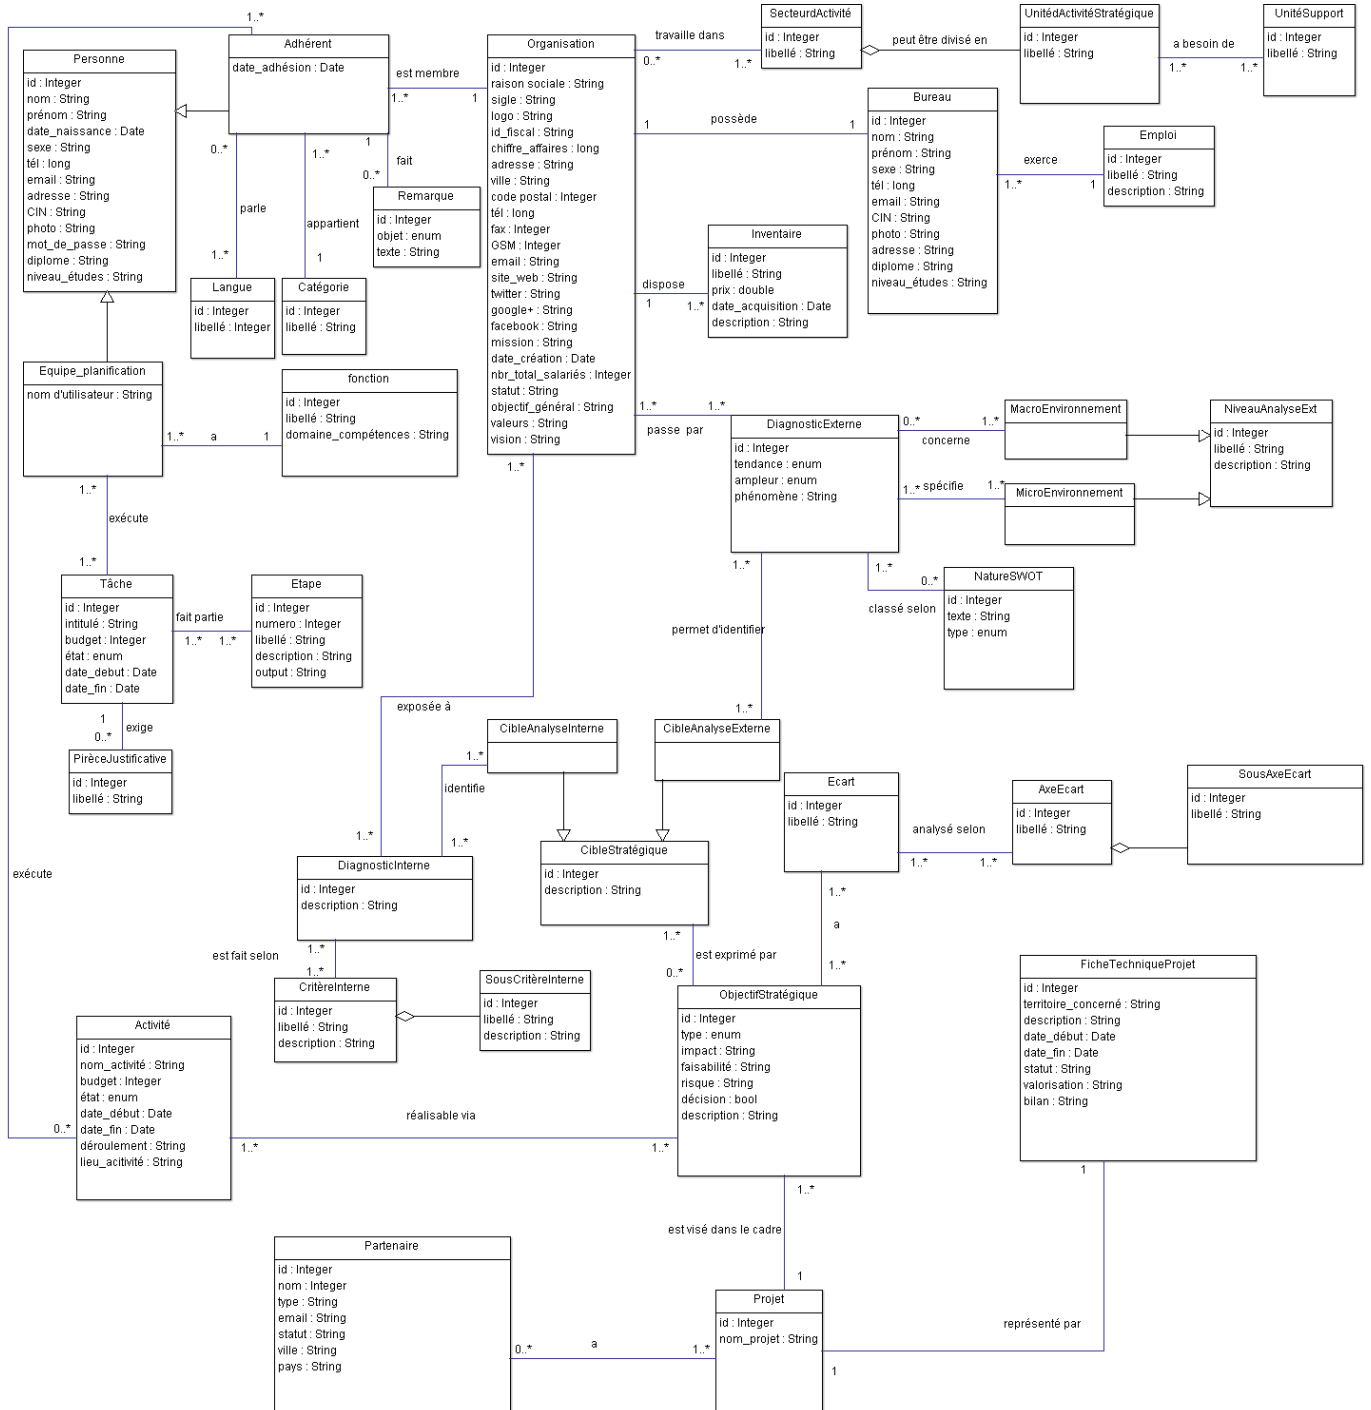 1..*
Adhérent
date_adhésion : Date
Personne
id : Integer
nom : String
prénom : String
date_naissance : Date
sexe : String
tél : long
email : String
adresse : String
CIN : String
photo : String
mot_de_passe : String
diplome : String
niveau_études : String
est membre
1..*
1
Organisation
id : Integer
raison sociale : String
sigle : String
logo : String
id_fiscal : String
chiffre_affaires : long
adresse : String
ville : String
code postal : Integer
tél : long
fax : Integer
GSM : Integer
email : String
site_web : String
twitter : String
google+ : String
facebook : String
mission : String
date_création : Date
nbr_total_salariés : Integer
statut : String
objectif_général : String
valeurs : String
vision : String
travaille dans
0..*
1..*
SecteurdActivité
id : Integer
libellé : String
peut être divisé en
UnitédActivitéStratégique
id : Integer
libellé : String
a besoin de
1..*
1..*
UnitéSupport
id : Integer
libellé : String
1
possède
1
Bureau
id : Integer
nom : String
prénom : String
sexe : String
tél : long
email : String
CIN : String
photo : String
adresse : String
diplome : String
niveau_études : String
exerce
1..*
1
Emploi
id : Integer
libellé : String
description : String
0..*
parle
1..*
1..*
appartient
1
1
fait
0..*
Remarque
id : Integer
objet : enum
texte : String
Langue
id : Integer
libellé : Integer
Catégorie
id : Integer
libellé : String
dispose
1
1..*
Inventaire
id : Integer
libellé : String
prix : double
date_acquisition : Date
description : String
Equipe_planification
nom d'utilisateur : String
1..*
a
1
fonction
id : Integer
libellé : String
domaine_compétences : String
1..*
1..*
passe par
DiagnosticExterne
id : Integer
tendance : enum
ampleur : enum
phénomène : String
0..*
1..*
concerne
MacroEnvironnement
1..*
spécifie
1..*
MicroEnvironnement
NiveauAnalyseExt
id : Integer
libellé : String
description : String
1..*
0..*
classé selon
NatureSWOT
id : Integer
texte : String
type : enum
1..*
exécute
1..*
Tâche
id : Integer
intitulé : String
budget : Integer
état : enum
date_debut : Date
date_fin : Date
fait partie
1..*
1..*
Etape
id : Integer
numero : Integer
libellé : String
description : String
output : String
1
exige
0..*
PirèceJustificative
id : Integer
libellé : String
1..*
exposée à
1..*
1..*
permet d'identifier
1..*
CibleAnalyseInterne
CibleAnalyseExterne
1..*
identifie
1..*
CibleStratégique
id : Integer
description : String
Ecart
id : Integer
libellé : String
analysé selon
1..*
1..*
AxeEcart
id : Integer
libellé : String
SousAxeEcart
id : Integer
libellé : String
exécute
DiagnosticInterne
id : Integer
description : String
est fait selon
1..*
1..*
CritèreInterne
id : Integer
libellé : String
description : String
SousCritèreInterne
id : Integer
libellé : String
description : String
1..*
est exprimé par
0..*
1..*
a
1..*
ObjectifStratégique
id : Integer
type : enum
impact : String
faisabilité : String
risque : String
décision : bool
description : String
FicheTechniqueProjet
id : Integer
territoire_concerné : String
description : String
date_début : Date
date_fin : Date
statut : String
valorisation : String
bilan : String
Activité
id : Integer
nom_activité : String
budget : Integer
état : enum
date_début : Date
date_fin : Date
déroulement : String
lieu_acitivité : String
0..*
réalisable via
1..*
1..*
1..*
est visé dans le cadre
1
Partenaire
id : Integer
nom : Integer
type : String
email : String
statut : String
ville : String
pays : String
0..*
a
1..*
Projet
id : Integer
nom_projet : String
1
représenté par
1